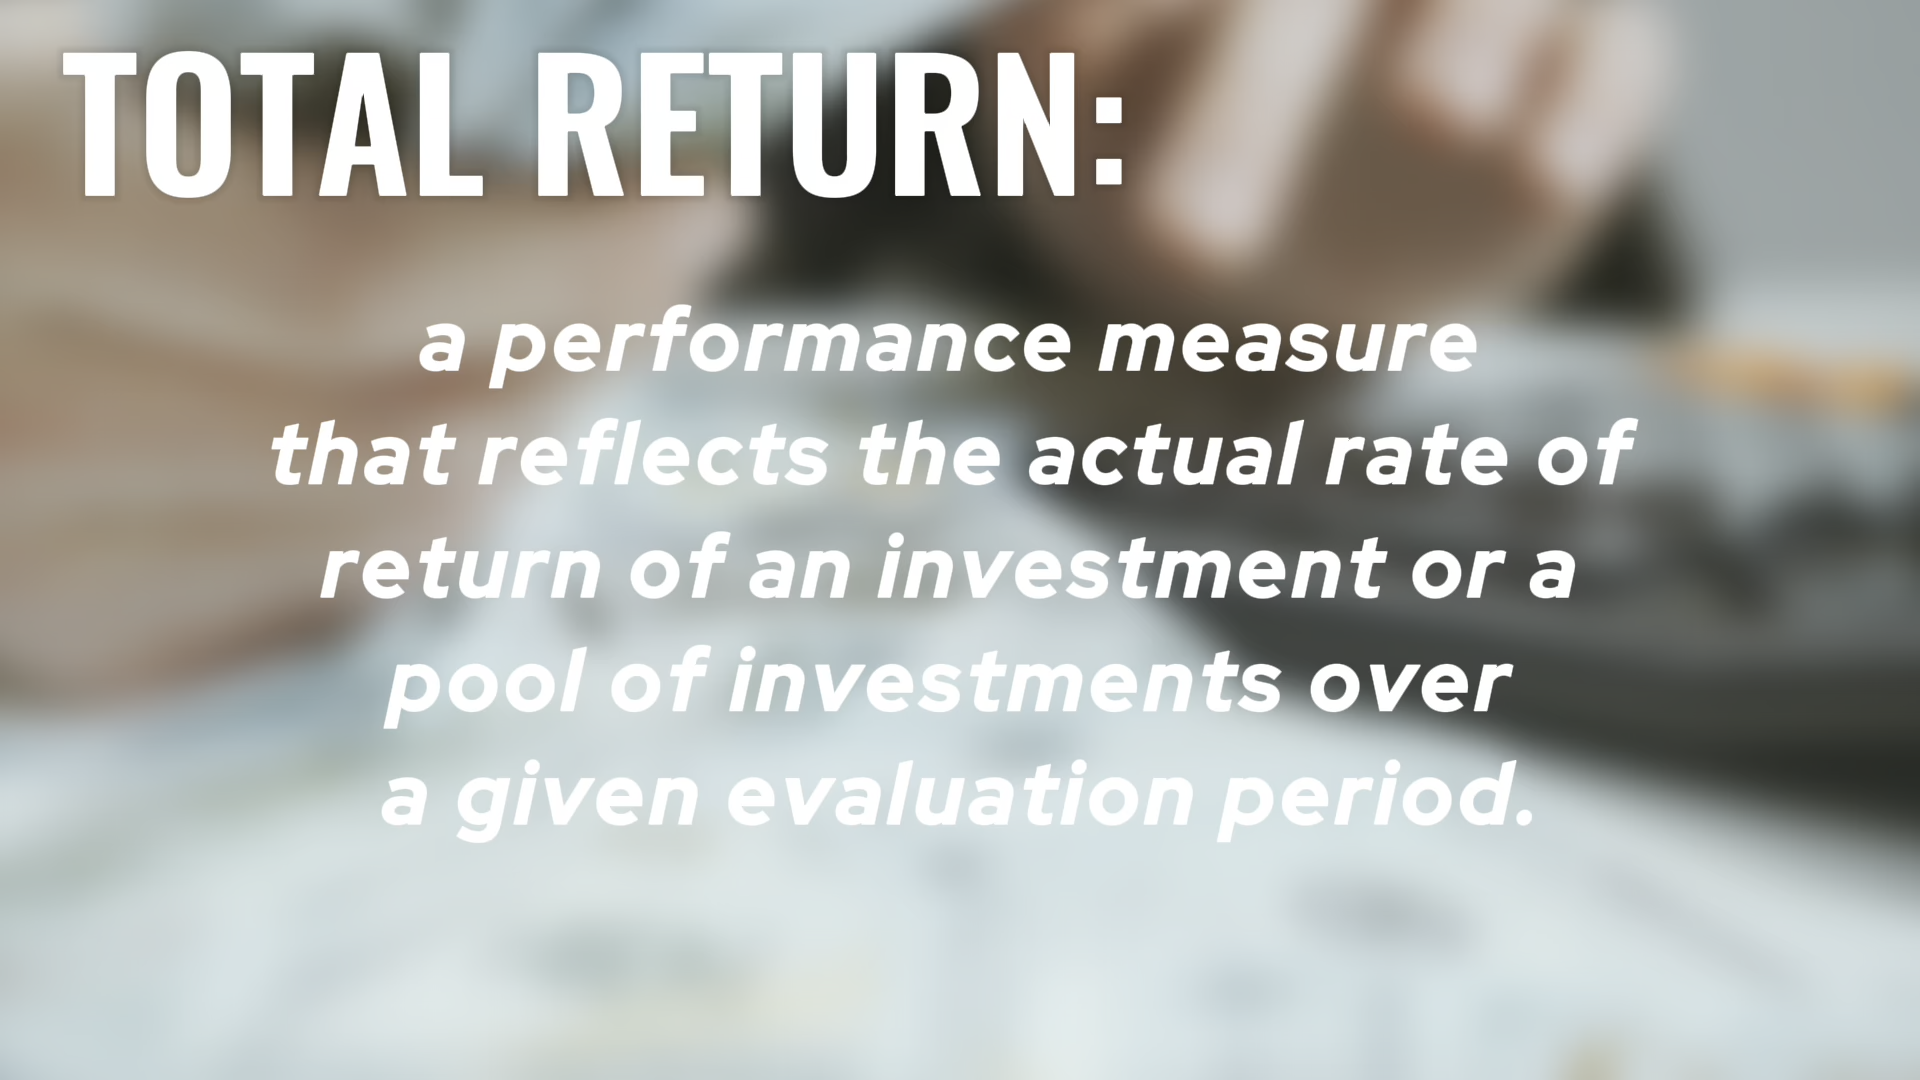 TOTAL RETURN:
a performance measure
that reflects the actual rate of
return of an investment or a
pool of investments over
a given evaluation period.